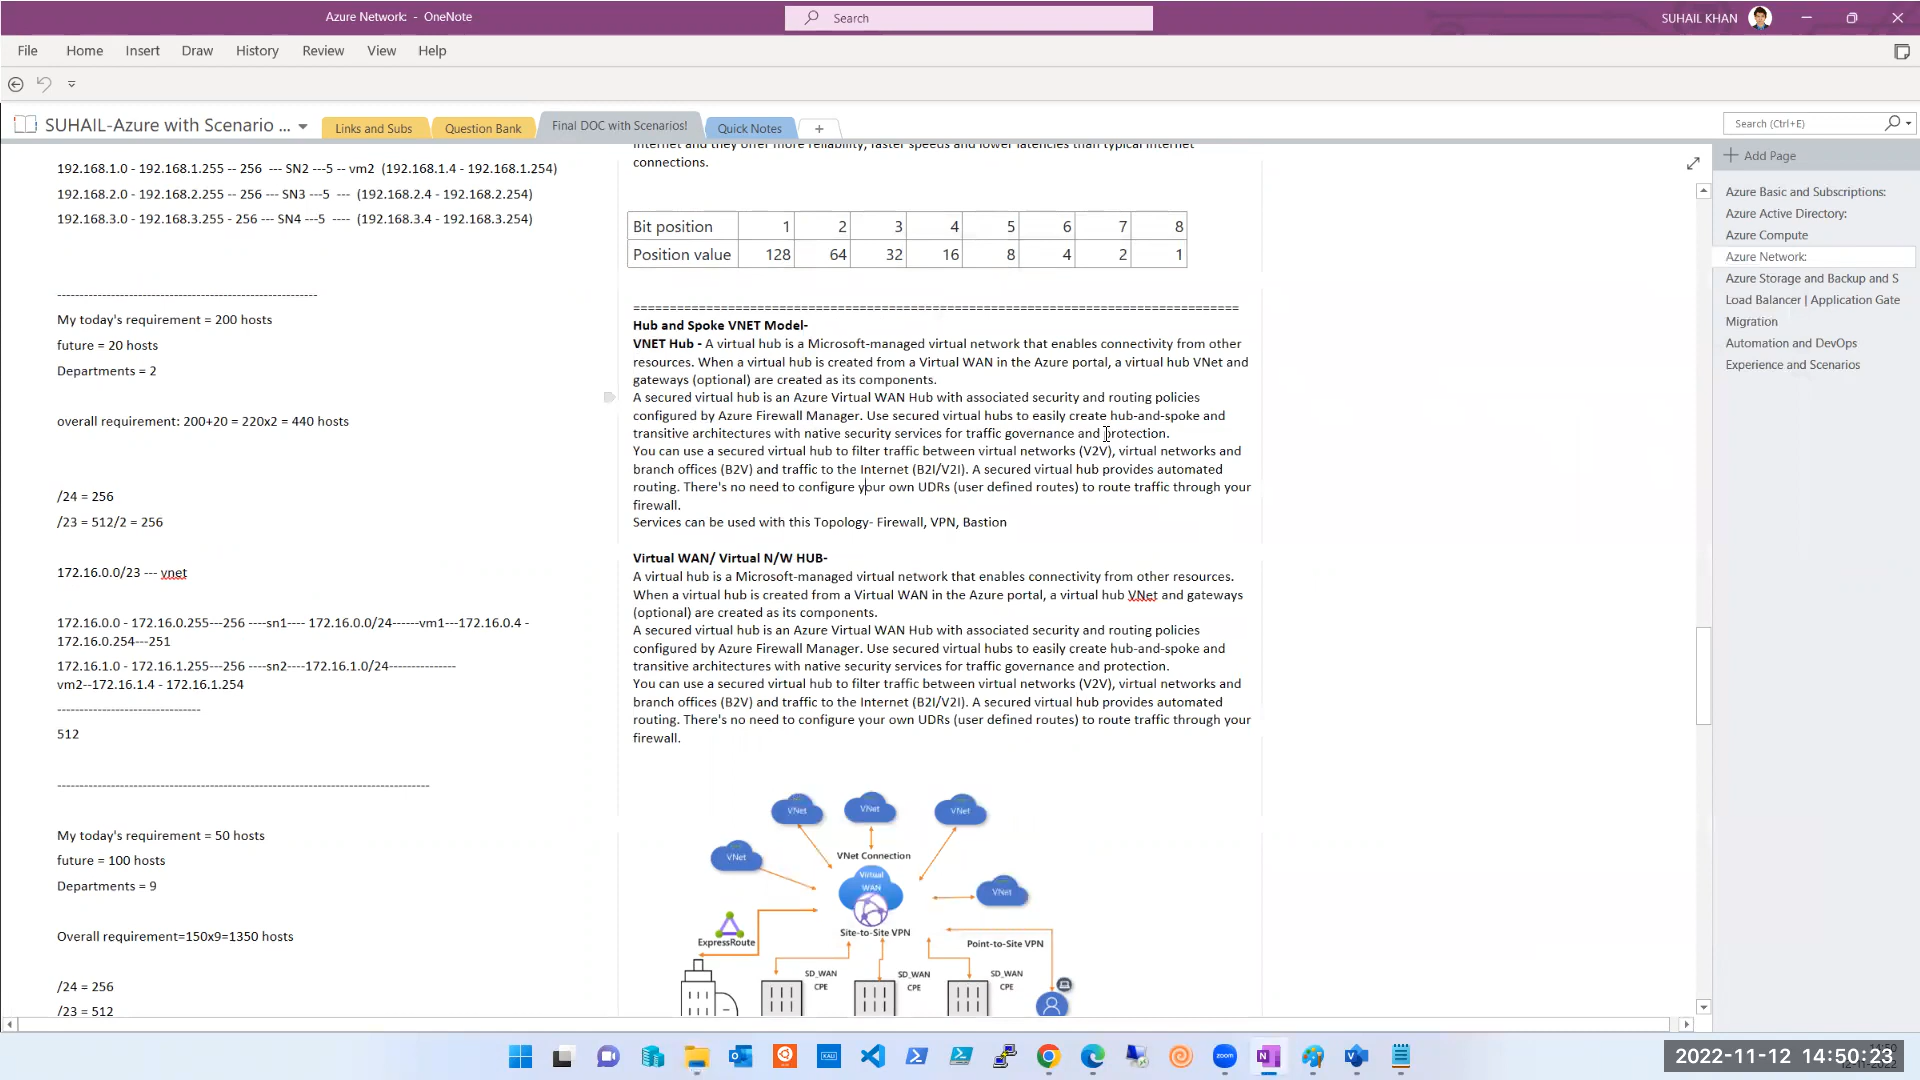 Azure Network: - OneNote
Search
SUHAIL KHAN
File
Home
Insert
Draw
History
Review
View
Help
SUHAIL-Azure with Scenario ...
Links and Subs
Question Bank
Final DOC with Scenarios!
Quick Notes
Search (Ctrl+E)
192.168.1.0 - 192.168.1.255 -- 256 --- SN2 ---5 -- vm2 (192.168.1.4 - 192.168.1.254)
192.168.2.0 - 192.168.2.255 -- 256 --- SN3 ---5 --- (192.168.2.4 - 192.168.2.254)
192.168.3.0 - 192.168.3.255 - 256 --- SN4 ---5 ---- (192.168.3.4 - 192.168.3.254)
----------------------------------------------------------
My today's requirement = 200 hosts
future = 20 hosts
Departments = 2
overall requirement: 200+20 = 220x2 = 440 hosts
/24 = 256
/23 = 512/2 = 256
172.16.0.0/23 --- vnet
172.16.0.0 - 172.16.0.255---256 ----sn1---- 172.16.0.0/24------vm1---172.16.0.4 -
172.16.0.254---251
172.16.1.0 - 172.16.1.255---256 ----sn2----172.16.1.0/24---------------
vm2--172.16.1.4 - 172.16.1.254
--------------------------------
512
-----------------------------------------------------------------------------------
My today's requirement = 50 hosts
future = 100 hosts
Departments = 9
Overall requirement=150x9=1350 hosts
/24 = 256
/23 = 512
internet and they offer more reliability, faster speeds and lower latencies than typical internet
connections.
Bit position 1 2 3 4 5 6 7 8
Position value 128 64 32 16 8 4 2 1
===================================================================================
Hub and Spoke VNET Model-
VNET Hub - A virtual hub is a Microsoft-managed virtual network that enables connectivity from other
resources. When a virtual hub is created from a Virtual WAN in the Azure portal, a virtual hub VNet and
gateways (optional) are created as its components.
A secured virtual hub is an Azure Virtual WAN Hub with associated security and routing policies
configured by Azure Firewall Manager. Use secured virtual hubs to easily create hub-and-spoke and
transitive architectures with native security services for traffic governance and protection.
You can use a secured virtual hub to filter traffic between virtual networks (V2V), virtual networks and
branch offices (B2V) and traffic to the Internet (B2I/V2I). A secured virtual hub provides automated
routing. There's no need to configure your own UDRs (user defined routes) to route traffic through your
firewall.
Services can be used with this Topology- Firewall, VPN, Bastion
Virtual WAN/ Virtual N/W HUB-
A virtual hub is a Microsoft-managed virtual network that enables connectivity from other resources.
When a virtual hub is created from a Virtual WAN in the Azure portal, a virtual hub VNet and gateways
(optional) are created as its components.
A secured virtual hub is an Azure Virtual WAN Hub with associated security and routing policies
configured by Azure Firewall Manager. Use secured virtual hubs to easily create hub-and-spoke and
transitive architectures with native security services for traffic governance and protection.
You can use a secured virtual hub to filter traffic between virtual networks (V2V), virtual networks and
branch offices (B2V) and traffic to the Internet (B2I/V2I). A secured virtual hub provides automated
routing. There's no need to configure your own UDRs (user defined routes) to route traffic through your
firewall.
VNet
VNet
VNet
VNet
VNet Connection
Virtual
WAN
VNet
Site-to-Site VPN
ExpressRoute
Point-to-Site VPN
SD_WAN
CPE
SD_WAN
CPE
SD_WAN
CPE
Add Page
Azure Basic and Subscriptions:
Azure Active Directory:
Azure Compute
Azure Network:
Azure Storage and Backup and S
Load Balancer | Application Gate
Migration
Automation and DevOps
Experience and Scenarios
KALI
zoom
2022-11-12 14:50:23